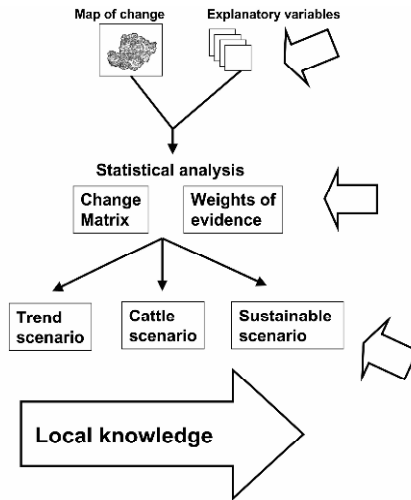 Map of change
Explanatory variables
Statistical analysis
Change
Matrix
Weights of
evidence
Trend
scenario
Cattle
scenario
Sustainable
scenario
Local knowledge